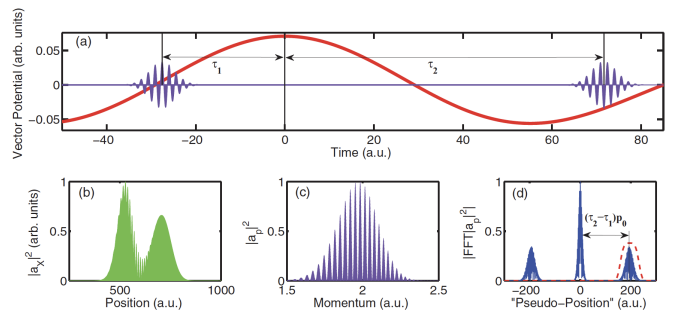 Vector Potential (arb. units)
(a)
0.05
0
−0.05
τ1
τ2
−40
−20
0
20
40
60
80
Time (a.u.)
|aX|² (arb. units)
(b)
1
0.5
0
500
1000
Position (a.u.)
|ap|²
(c)
1
0.5
0
1.5
2
2.5
Momentum (a.u.)
|FFT|ap|²|
(d)
(τ2−τ1)p0
1
0.5
0
−200
0
200
"Pseudo−Position" (a.u.)